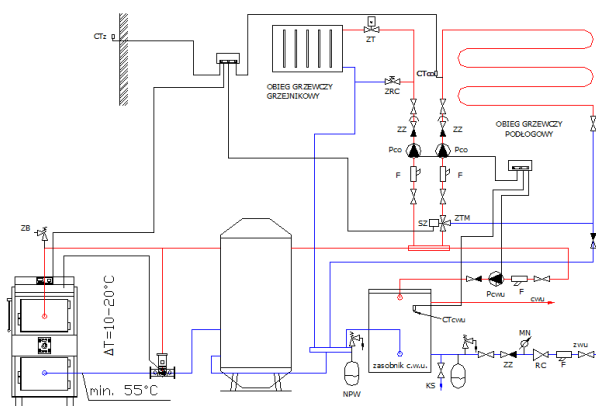 CTz
ZT
OBIEG GRZEWCZY
GRZEJNIKOWY
CTco
ZRC
OBIEG GRZEWCZY
PODŁOGOWY
ZZ
ZZ
Pco
Pco
F
F
SZ
ZTM
ZB
ΔT=10-20°C
Pcwu
F
cwu
CTcwu
MN
zwu
zasobnik c.w.u.
ZZ
RC
F
min. 55°C
NPW
KS